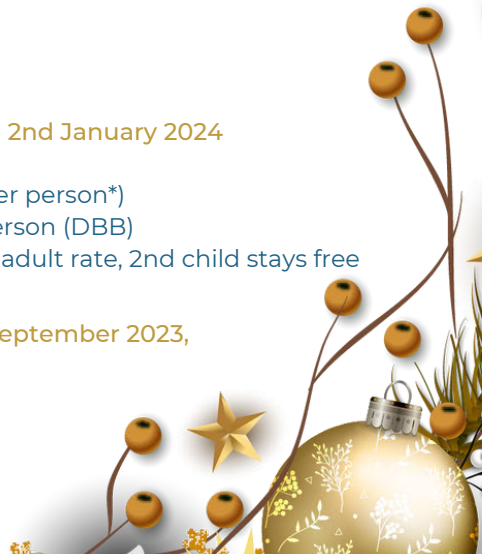 2nd January 2024
er person*)
erson (DBB)
adult rate, 2nd child stays free
eptember 2023,